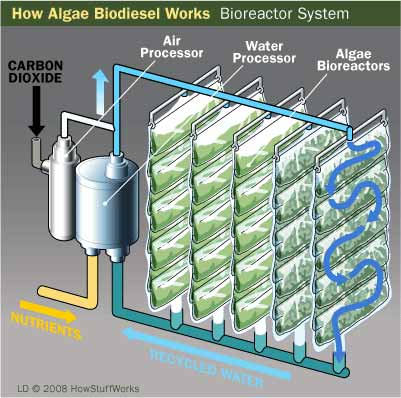 How Algae Biodiesel Works Bioreactor System
Air
Processor
Water
Processor
Algae
Bioreactors
CARBON
DIOXIDE
NUTRIENTS
RECYCLED WATER
LD © 2008 HowStuffWorks